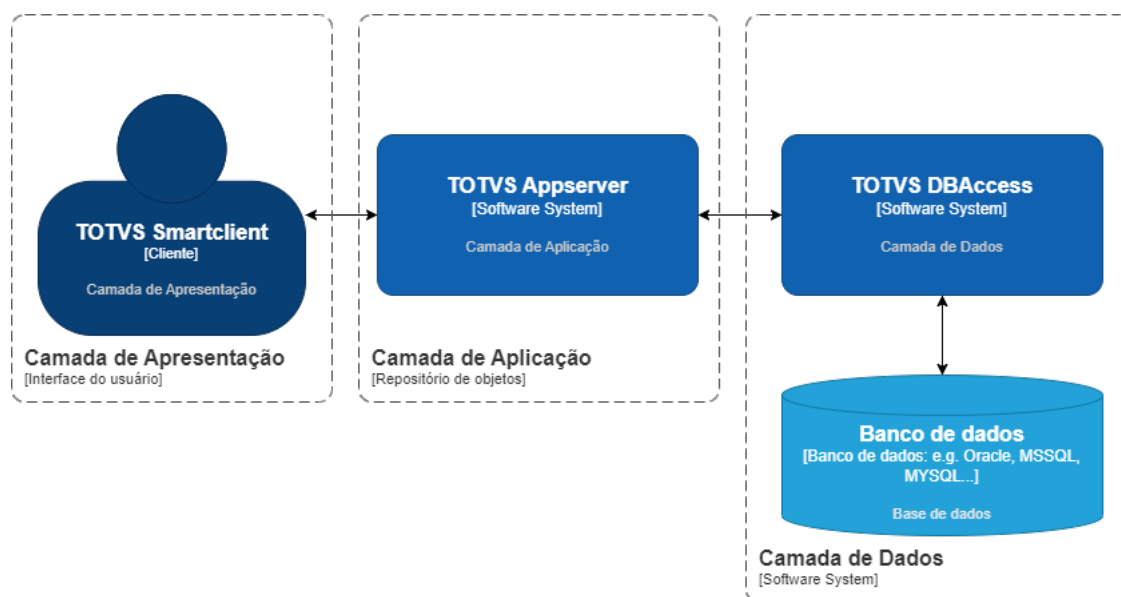 TOTVS Smartclient
[Cliente]
Camada de Apresentação
Camada de Apresentação
[Interface do usuário]
TOTVS Appserver
[Software System]
Camada de Aplicação
Camada de Aplicação
[Repositório de objetos]
TOTVS DBAccess
[Software System]
Camada de Dados
Banco de dados
[Banco de dados: e.g. Oracle, MSSQL,
MYSQL...]
Base de dados
Camada de Dados
[Software System]